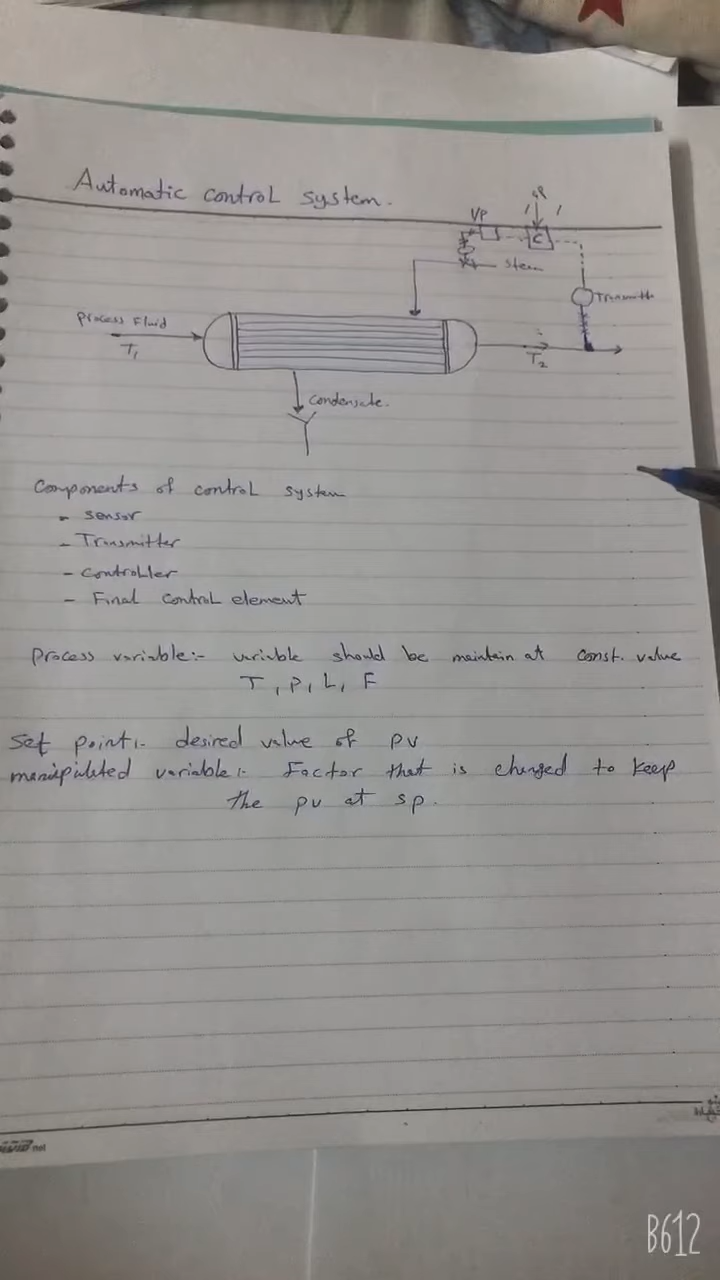 Automatic control system.
SP
VP
C
steam
Transmitter
Process Fluid
T1
T2
Condensate.
Components of control system
- sensor
- Transmitter
- controller
- Final control element
Process variable:- variable should be maintain at const. value
T, P, L, F
Set point:- desired value of pv
manipulated variable:- Factor that is changed to keep
the pv at sp.
B612